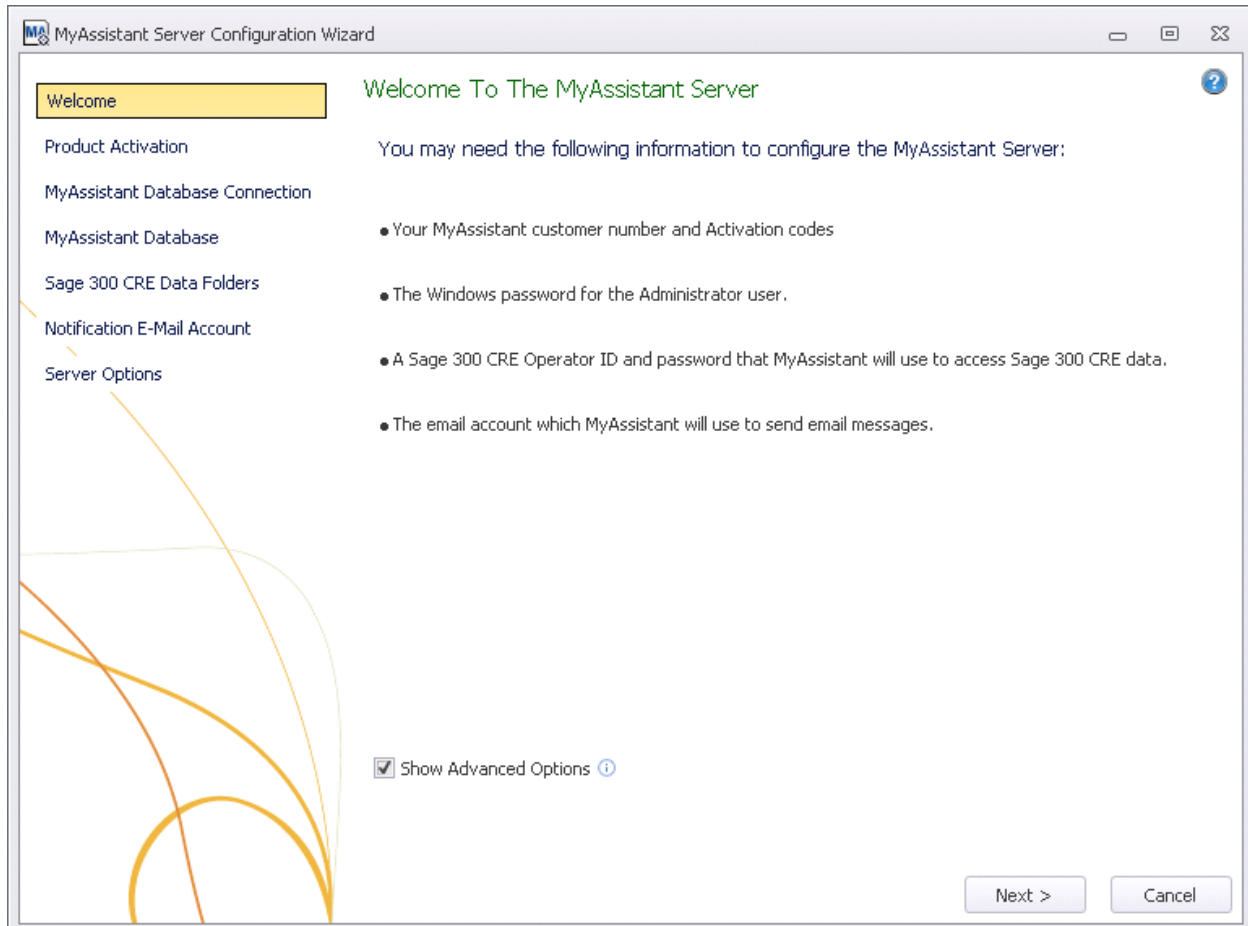 MA MyAssistant Server Configuration Wizard
Welcome
Product Activation
MyAssistant Database Connection
MyAssistant Database
Sage 300 CRE Data Folders
Notification E-Mail Account
Server Options
Welcome To The MyAssistant Server
?
You may need the following information to configure the MyAssistant Server:
● Your MyAssistant customer number and Activation codes
● The Windows password for the Administrator user.
● A Sage 300 CRE Operator ID and password that MyAssistant will use to access Sage 300 CRE data.
● The email account which MyAssistant will use to send email messages.
Show Advanced Options i
Next >
Cancel